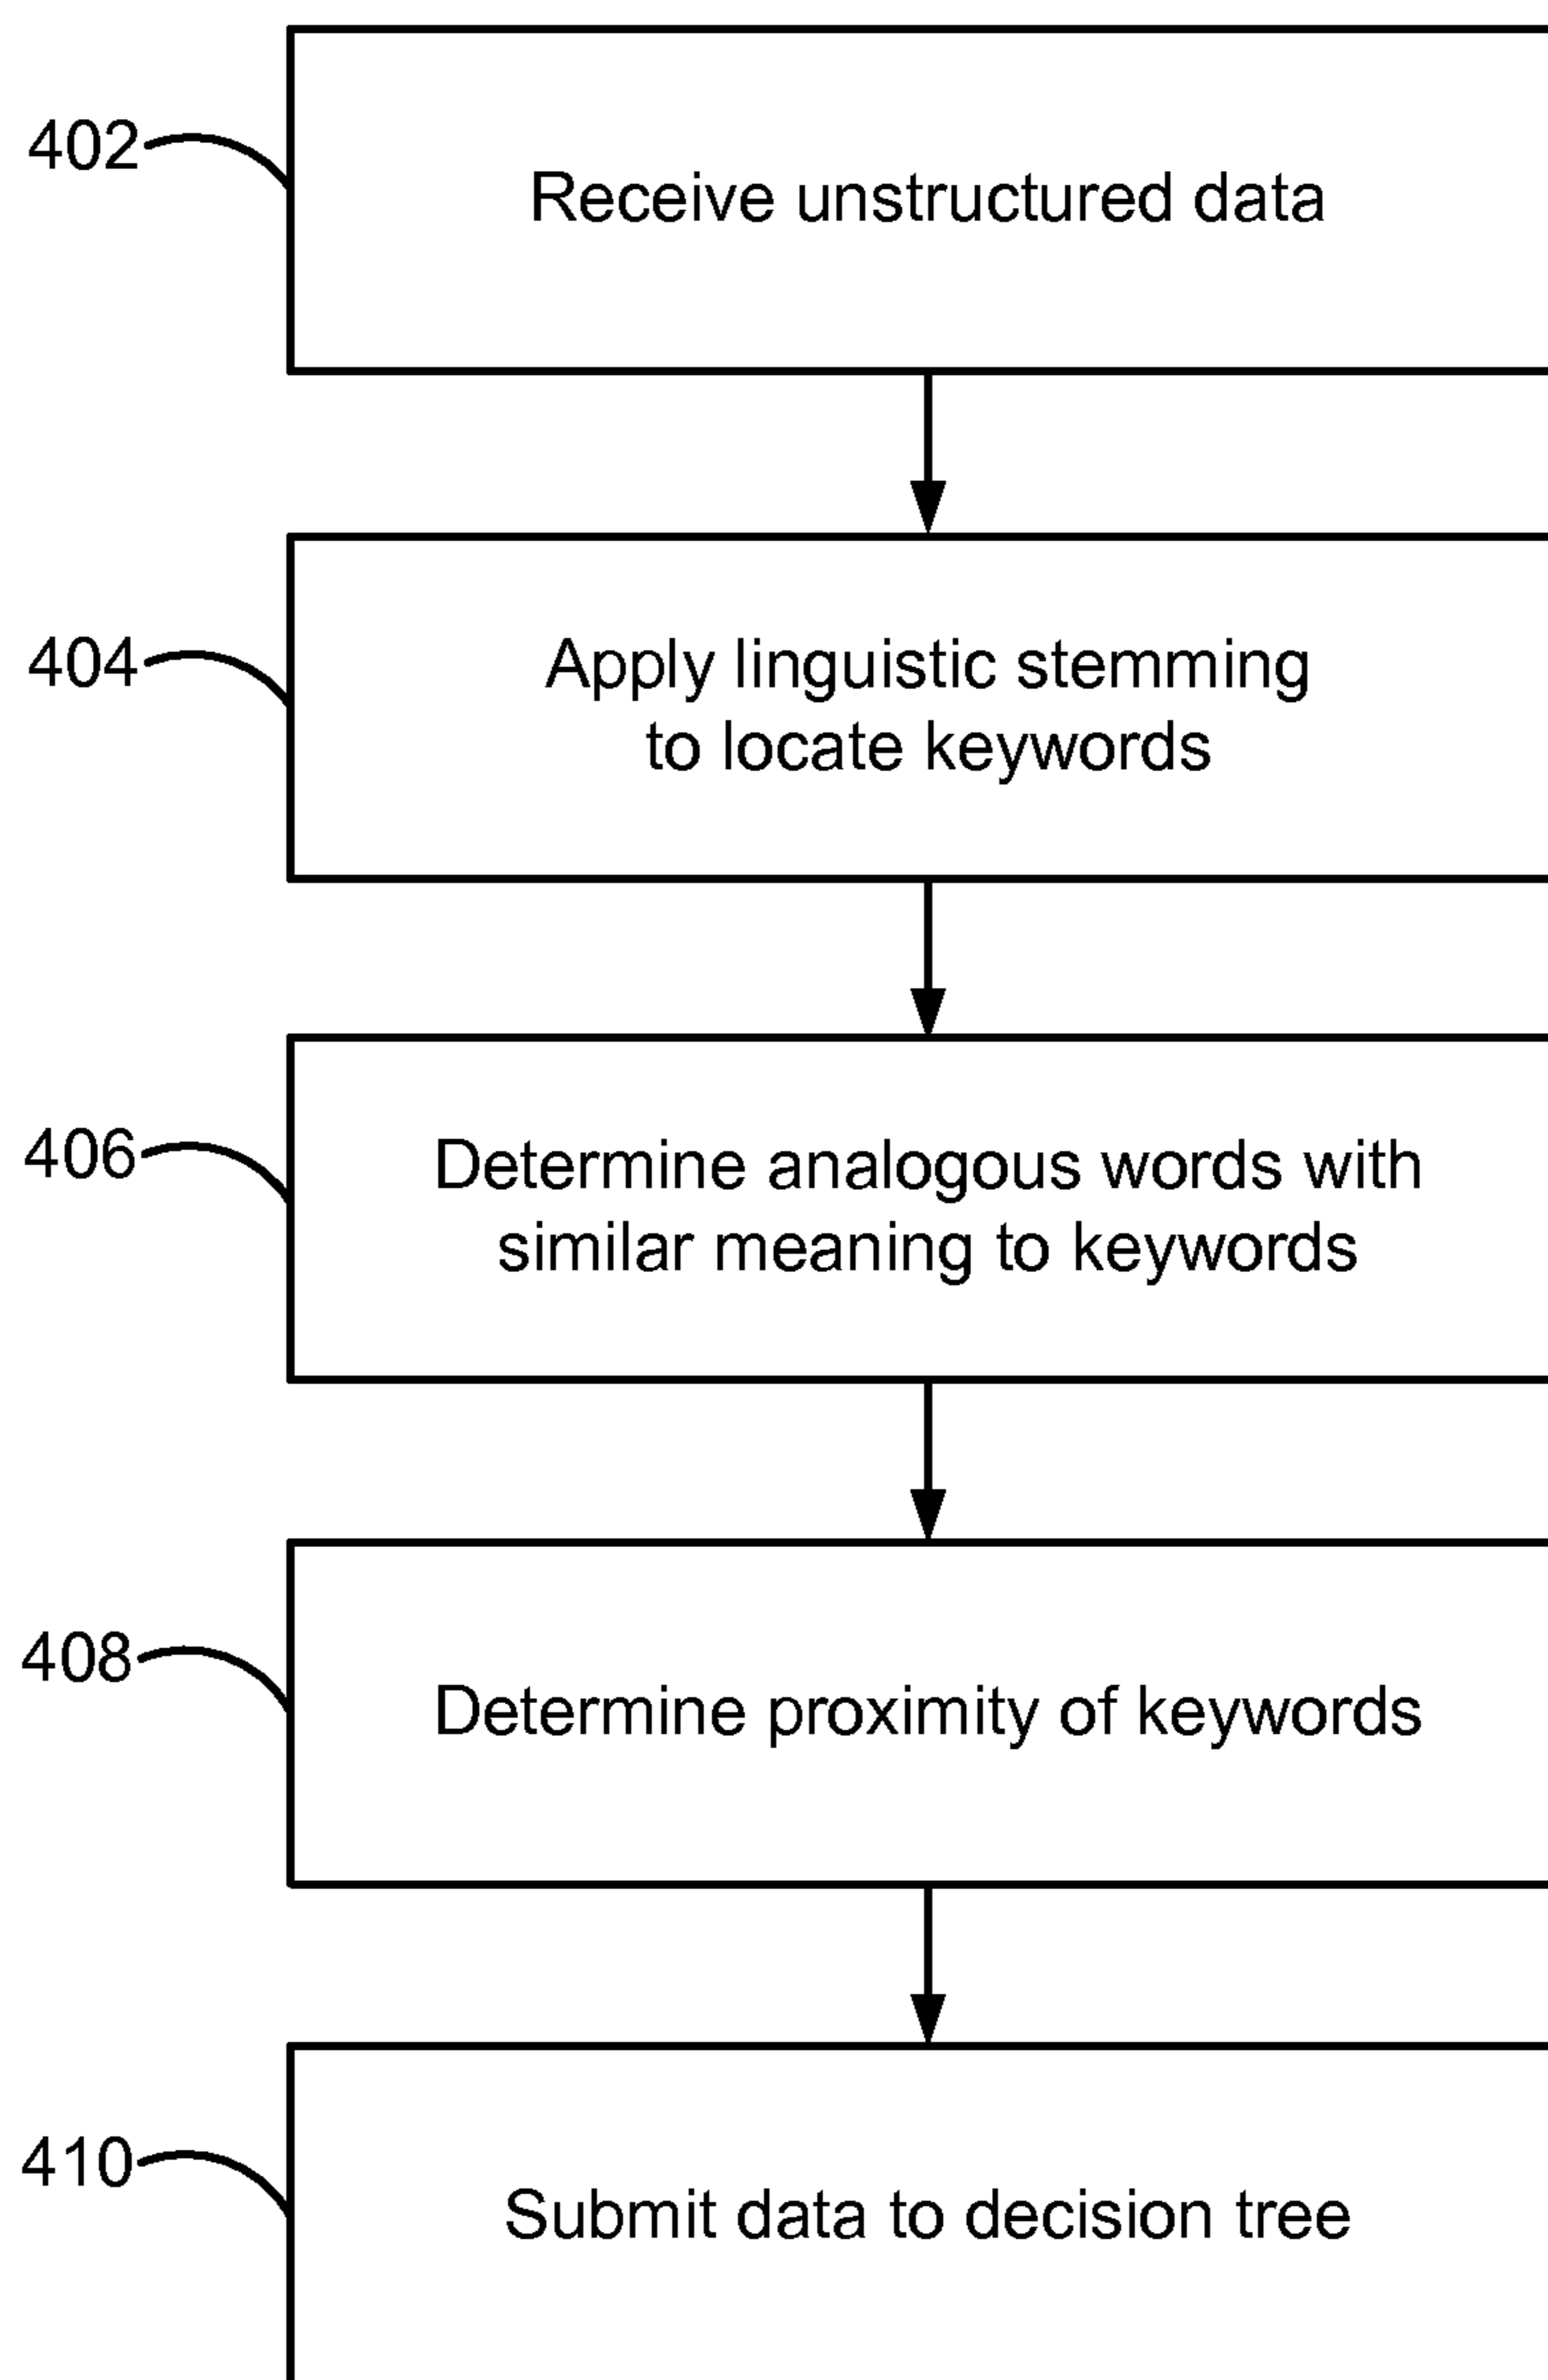 402
Receive unstructured data
404
Apply linguistic stemming
to locate keywords
406
Determine analogous words with
similar meaning to keywords
408
Determine proximity of keywords
410
Submit data to decision tree